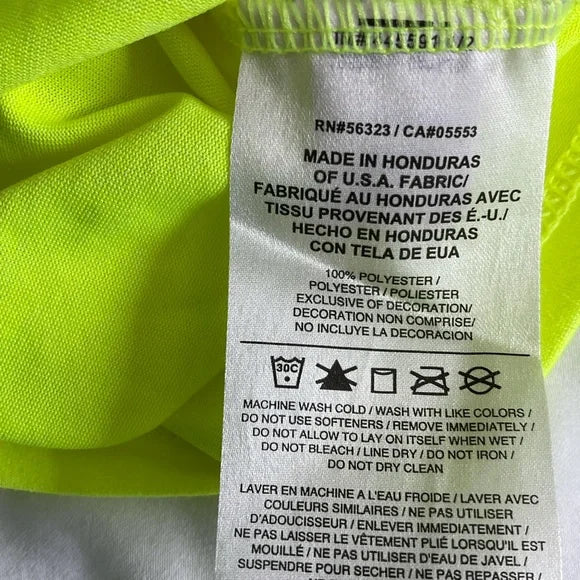 RN#56323 / CA#05553
MADE IN HONDURAS
OF U.S.A. FABRIC/
FABRIQUÉ AU HONDURAS AVEC
TISSU PROVENANT DES É.-U./
HECHO EN HONDURAS
CON TELA DE EUA
100% POLYESTER /
POLYESTER / POLIESTER
EXCLUSIVE OF DECORATION/
DECORATION NON COMPRISE/
NO INCLUYE LA DECORACION
30C
MACHINE WASH COLD / WASH WITH LIKE COLORS /
DO NOT USE SOFTENERS / REMOVE IMMEDIATELY /
DO NOT ALLOW TO LAY ON ITSELF WHEN WET /
DO NOT BLEACH / LINE DRY / DO NOT IRON /
DO NOT DRY CLEAN
LAVER EN MACHINE A L'EAU FROIDE / LAVER AVEC
COULEURS SIMILAIRES / NE PAS UTILISER
D'ADOUCISSEUR / ENLEVER IMMEDIATEMENT /
NE PAS LAISSER LE VÊTEMENT PLIÉ LORSQU'IL EST
MOUILLÉ / NE PAS UTILISER D'EAU DE JAVEL /
SUSPENDRE POUR SECHER / NE PAS REPASSER /